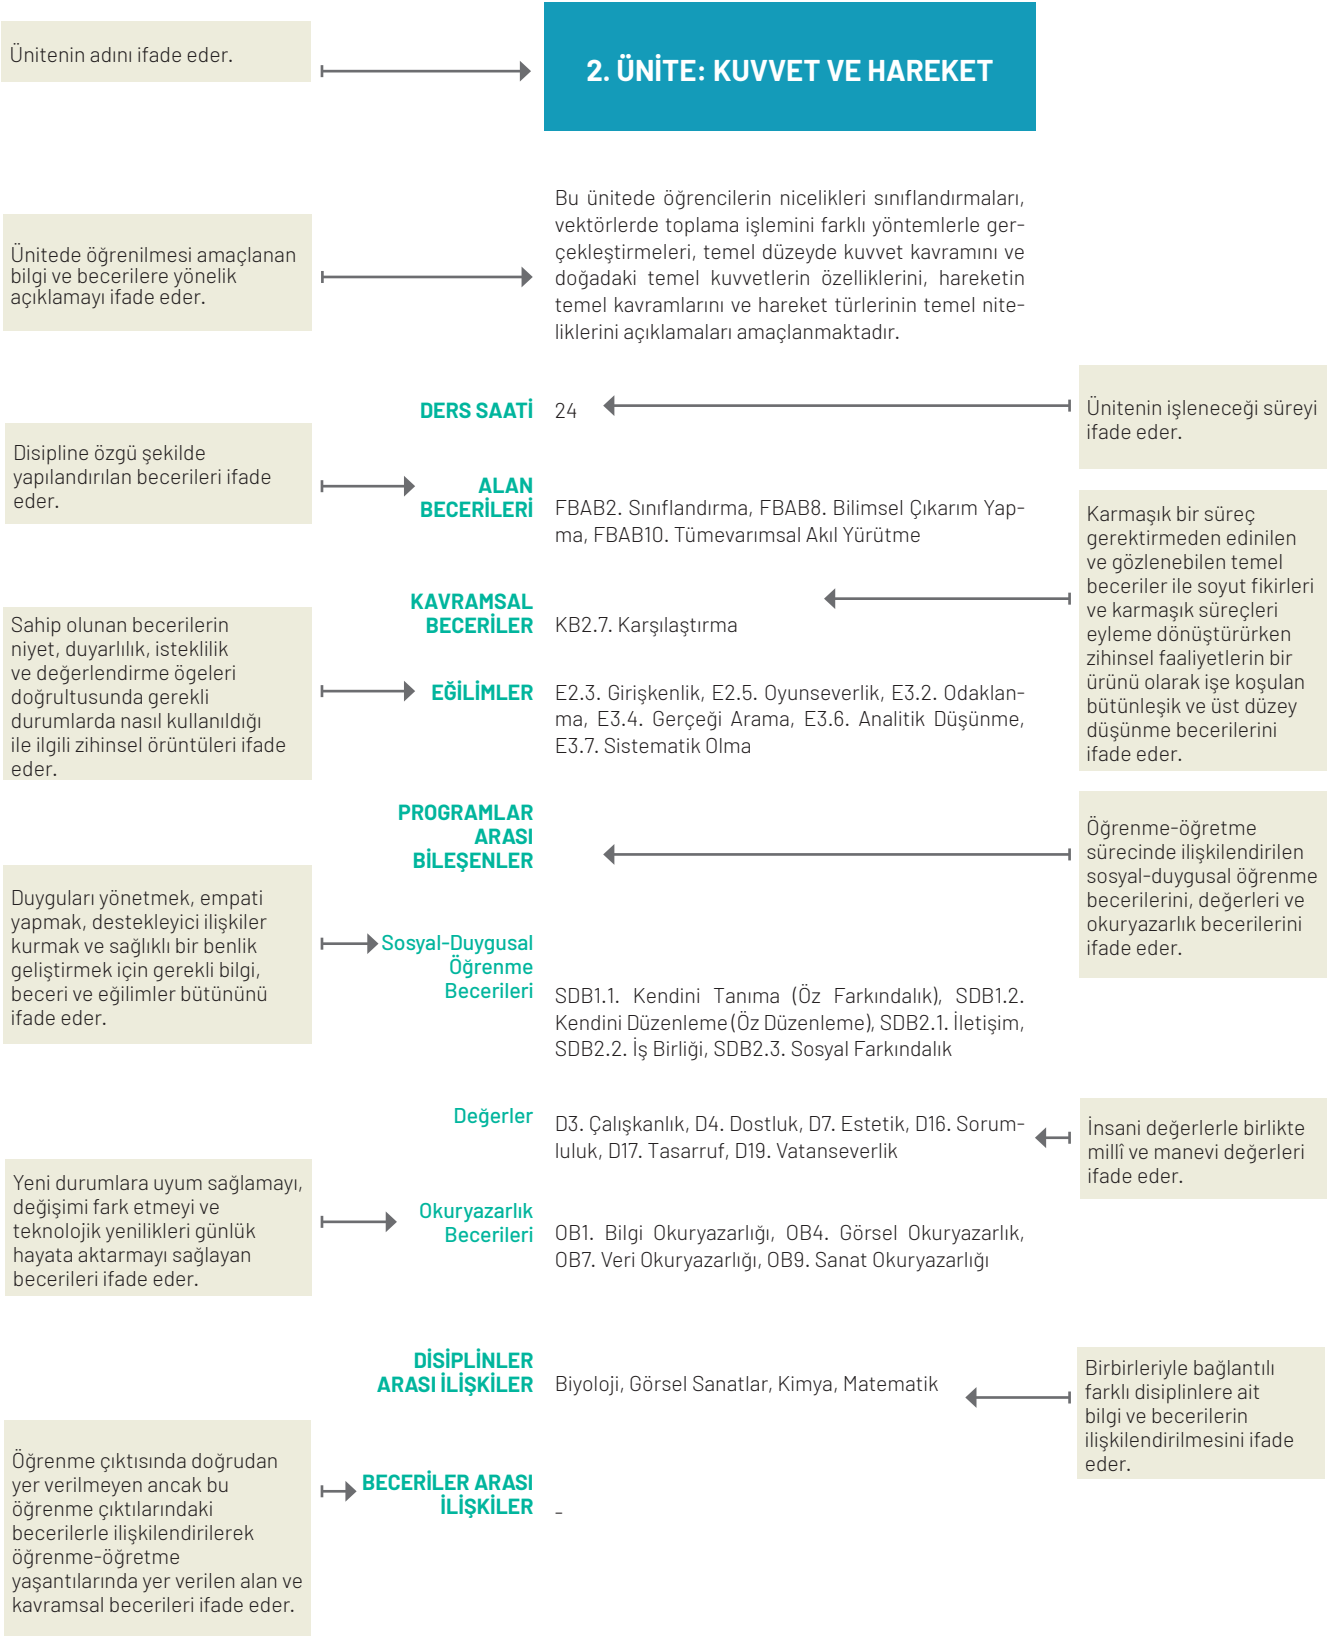 Ünitenin adını ifade eder.
2. ÜNİTE: KUVVET VE HAREKET
Ünitede öğrenilmesi amaçlanan
bilgi ve becerilere yönelik
açıklamayı ifade eder.
Bu ünitede öğrencilerin nicelikleri sınıflandırmaları,
vektörlerde toplama işlemini farklı yöntemlerle ger-
çekleştirmeleri, temel düzeyde kuvvet kavramını ve
doğadaki temel kuvvetlerin özelliklerini, hareketin
temel kavramlarını ve hareket türlerinin temel nite-
liklerini açıklamaları amaçlanmaktadır.
DERS SAATİ
24
Ünitenin işleneceği süreyi
ifade eder.
Disipline özgü şekilde
yapılandırılan becerileri ifade
eder.
ALAN
BECERİLERİ
FBAB2. Sınıflandırma, FBAB8. Bilimsel Çıkarım Yap-
ma, FBAB10. Tümevarımsal Akıl Yürütme
Karmaşık bir süreç
gerektirmeden edinilen
ve gözlenebilen temel
beceriler ile soyut fikirleri
ve karmaşık süreçleri
eyleme dönüştürürken
zihinsel faaliyetlerin bir
ürünü olarak işe koşulan
bütünleşik ve üst düzey
düşünme becerilerini
ifade eder.
KAVRAMSAL
BECERİLER
KB2.7. Karşılaştırma
Sahip olunan becerilerin
niyet, duyarlılık, isteklilik
ve değerlendirme ögeleri
doğrultusunda gerekli
durumlarda nasıl kullanıldığı
ile ilgili zihinsel örüntüleri ifade
eder.
EĞİLİMLER
E2.3. Girişkenlik, E2.5. Oyunseverlik, E3.2. Odaklan-
ma, E3.4. Gerçeği Arama, E3.6. Analitik Düşünme,
E3.7. Sistematik Olma
PROGRAMLAR
ARASI
BİLEŞENLER
Öğrenme-öğretme
sürecinde ilişkilendirilen
sosyal-duygusal öğrenme
becerilerini, değerleri ve
okuryazarlık becerilerini
ifade eder.
Duyguları yönetmek, empati
yapmak, destekleyici ilişkiler
kurmak ve sağlıklı bir benlik
geliştirmek için gerekli bilgi,
beceri ve eğilimler bütününü
ifade eder.
Sosyal-Duygusal
Öğrenme
Becerileri
SDB1.1. Kendini Tanıma (Öz Farkındalık), SDB1.2.
Kendini Düzenleme (Öz Düzenleme), SDB2.1. İletişim,
SDB2.2. İş Birliği, SDB2.3. Sosyal Farkındalık
Değerler
D3. Çalışkanlık, D4. Dostluk, D7. Estetik, D16. Sorum-
luluk, D17. Tasarruf, D19. Vatanseverlik
İnsani değerlerle birlikte
millî ve manevi değerleri
ifade eder.
Yeni durumlara uyum sağlamayı,
değişimi fark etmeyi ve
teknolojik yenilikleri günlük
hayata aktarmayı sağlayan
becerileri ifade eder.
Okuryazarlık
Becerileri
OB1. Bilgi Okuryazarlığı, OB4. Görsel Okuryazarlık,
OB7. Veri Okuryazarlığı, OB9. Sanat Okuryazarlığı
DİSİPLİNLER
ARASI İLİŞKİLER
Biyoloji, Görsel Sanatlar, Kimya, Matematik
Birbirleriyle bağlantılı
farklı disiplinlere ait
bilgi ve becerilerin
ilişkilendirilmesini ifade
eder.
Öğrenme çıktısında doğrudan
yer verilmeyen ancak bu
öğrenme çıktılarındaki
becerilerle ilişkilendirilerek
öğrenme-öğretme
yaşantılarında yer verilen alan ve
kavramsal becerileri ifade eder.
BECERİLER ARASI
İLİŞKİLER
-